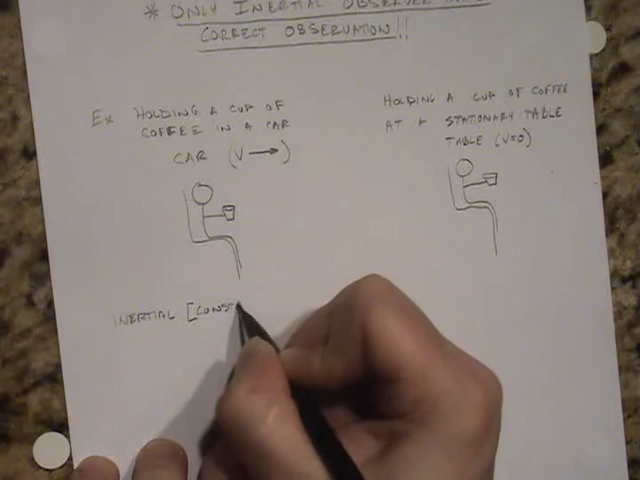 * ONLY INERTIAL OBSERVER
CORRECT OBSERVATION!!
Ex HOLDING A CUP OF
COFFEE IN A CAR
CAR (V →)
HOLDING A CUP OF COFFEE
AT A STATIONARY TABLE
TABLE (V=0)
INERTIAL [CONST